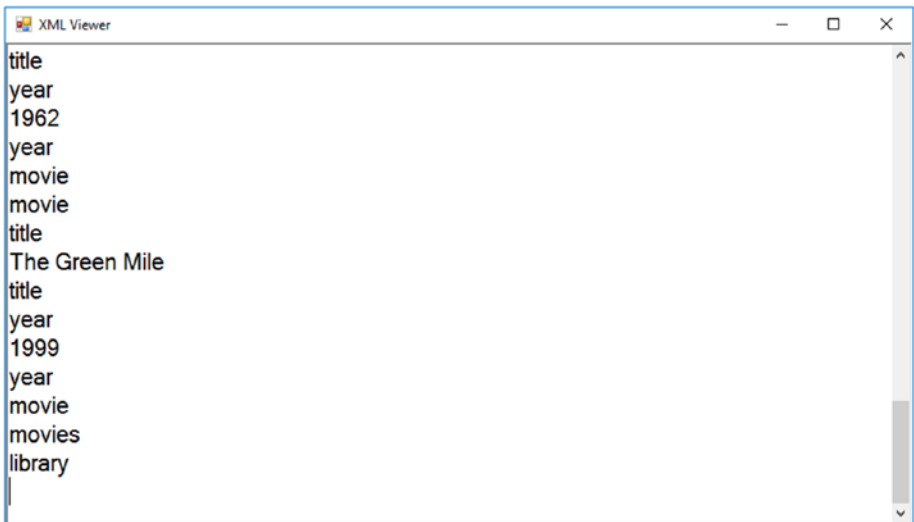 XML Viewer
title
year
1962
year
movie
movie
title
The Green Mile
title
year
1999
year
movie
movies
library